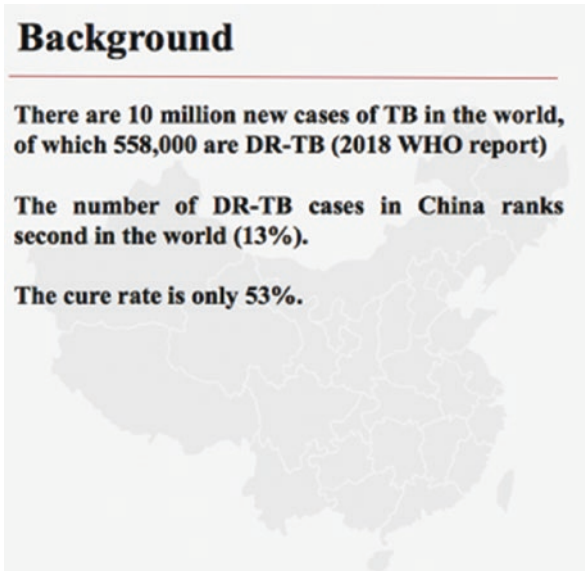 Background
There are 10 million new cases of TB in the world,
of which 558,000 are DR-TB (2018 WHO report)
The number of DR-TB cases in China ranks
second in the world (13%).
The cure rate is only 53%.